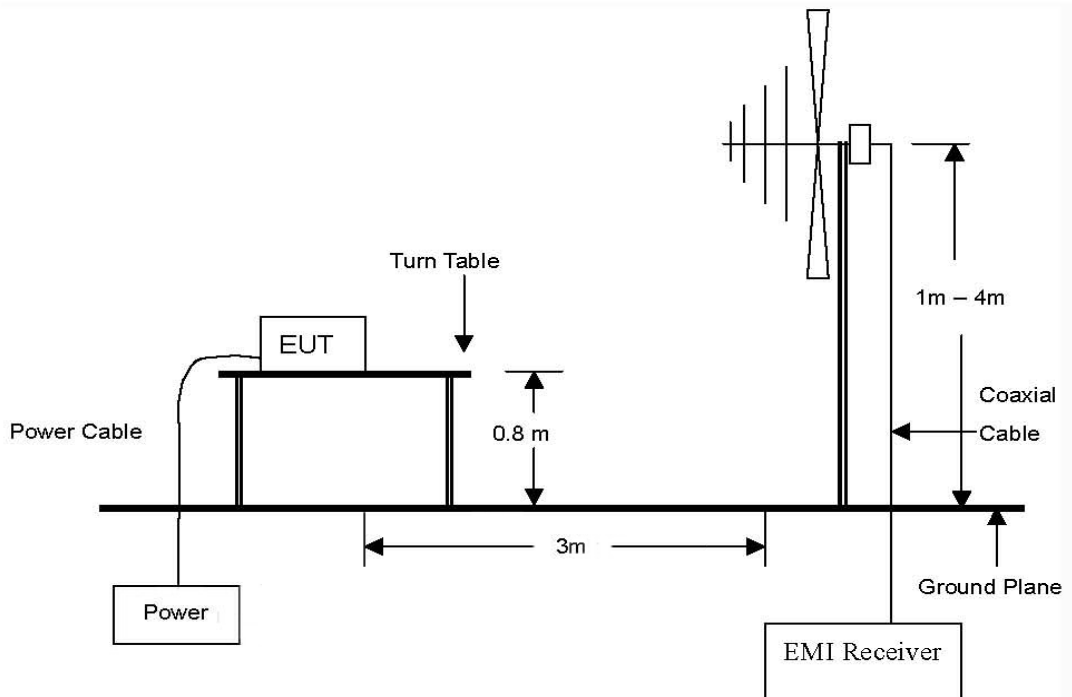 Turn Table
1m – 4m
EUT
Coaxial
Cable
Power Cable
0.8 m
3m
Ground Plane
Power
EMI Receiver